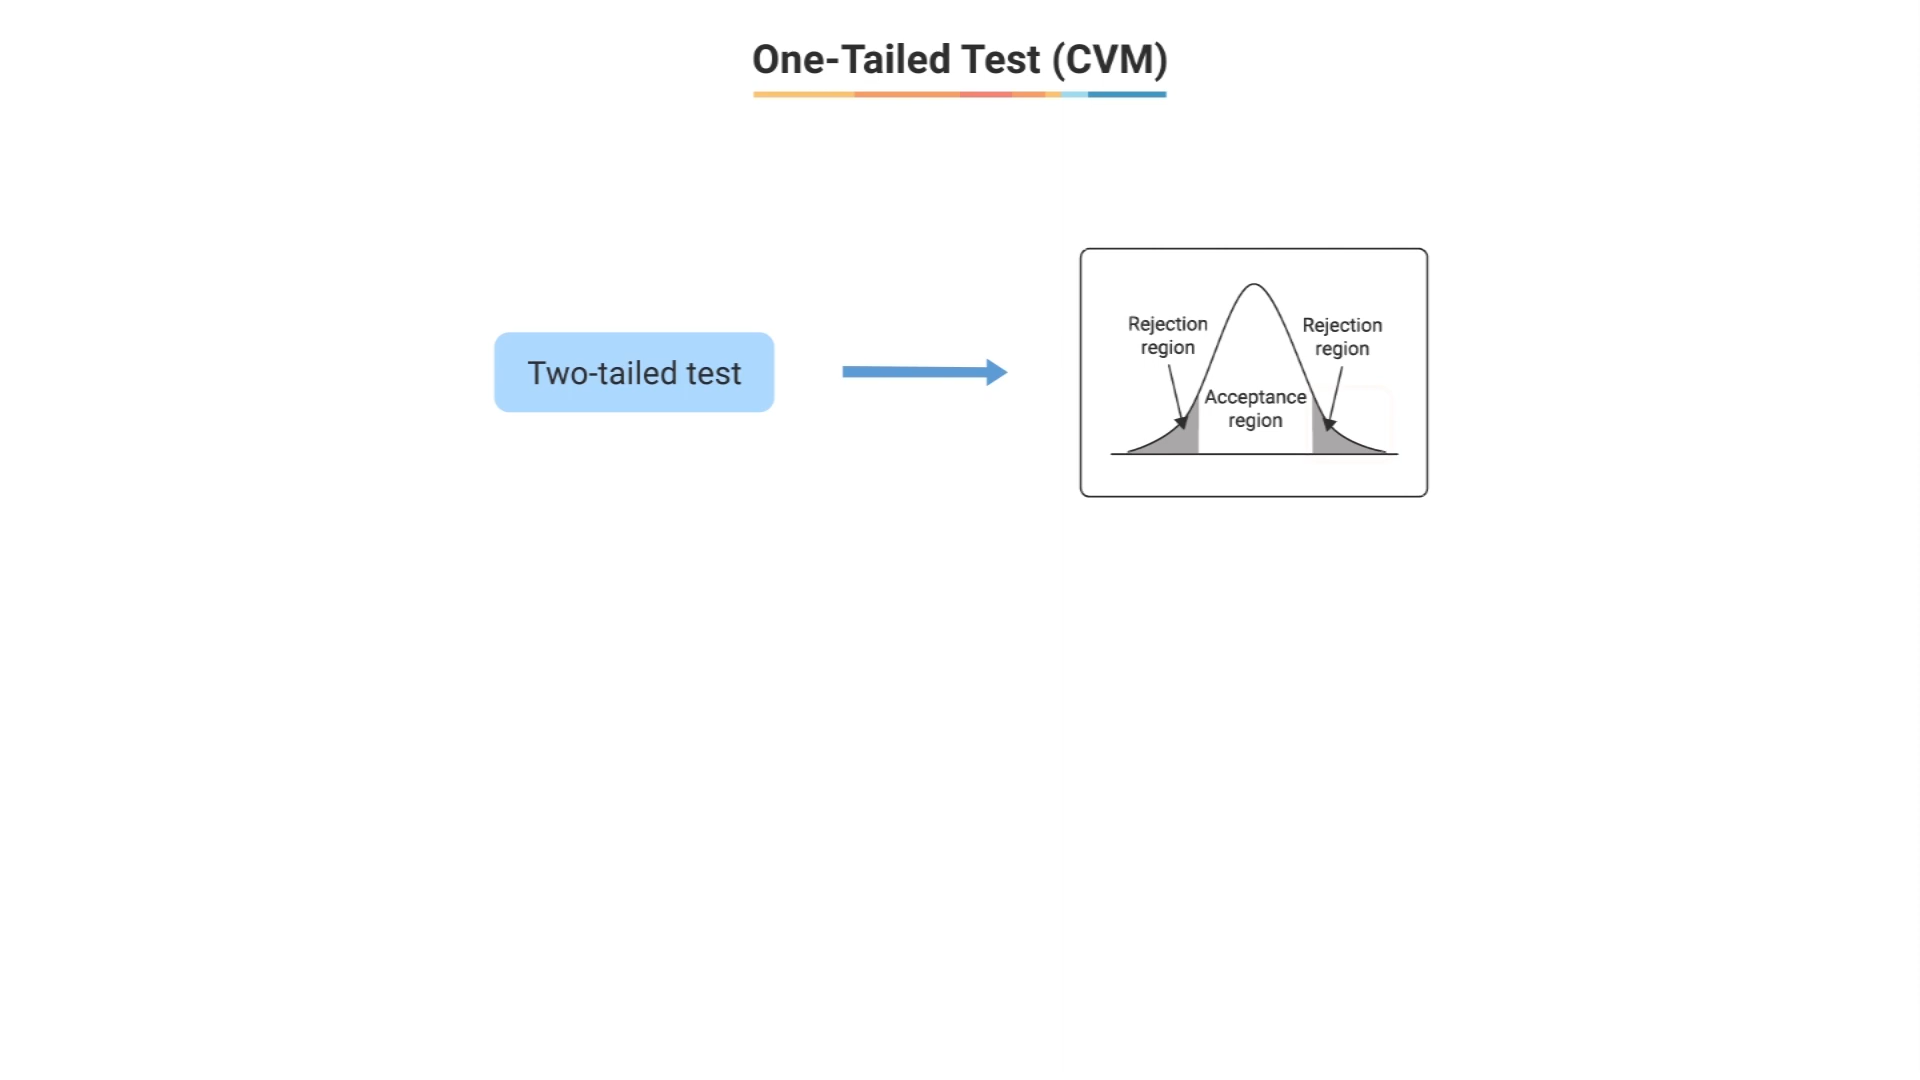 One-Tailed Test (CVM)
Two-tailed test
Rejection
region
Rejection
region
Acceptance
region